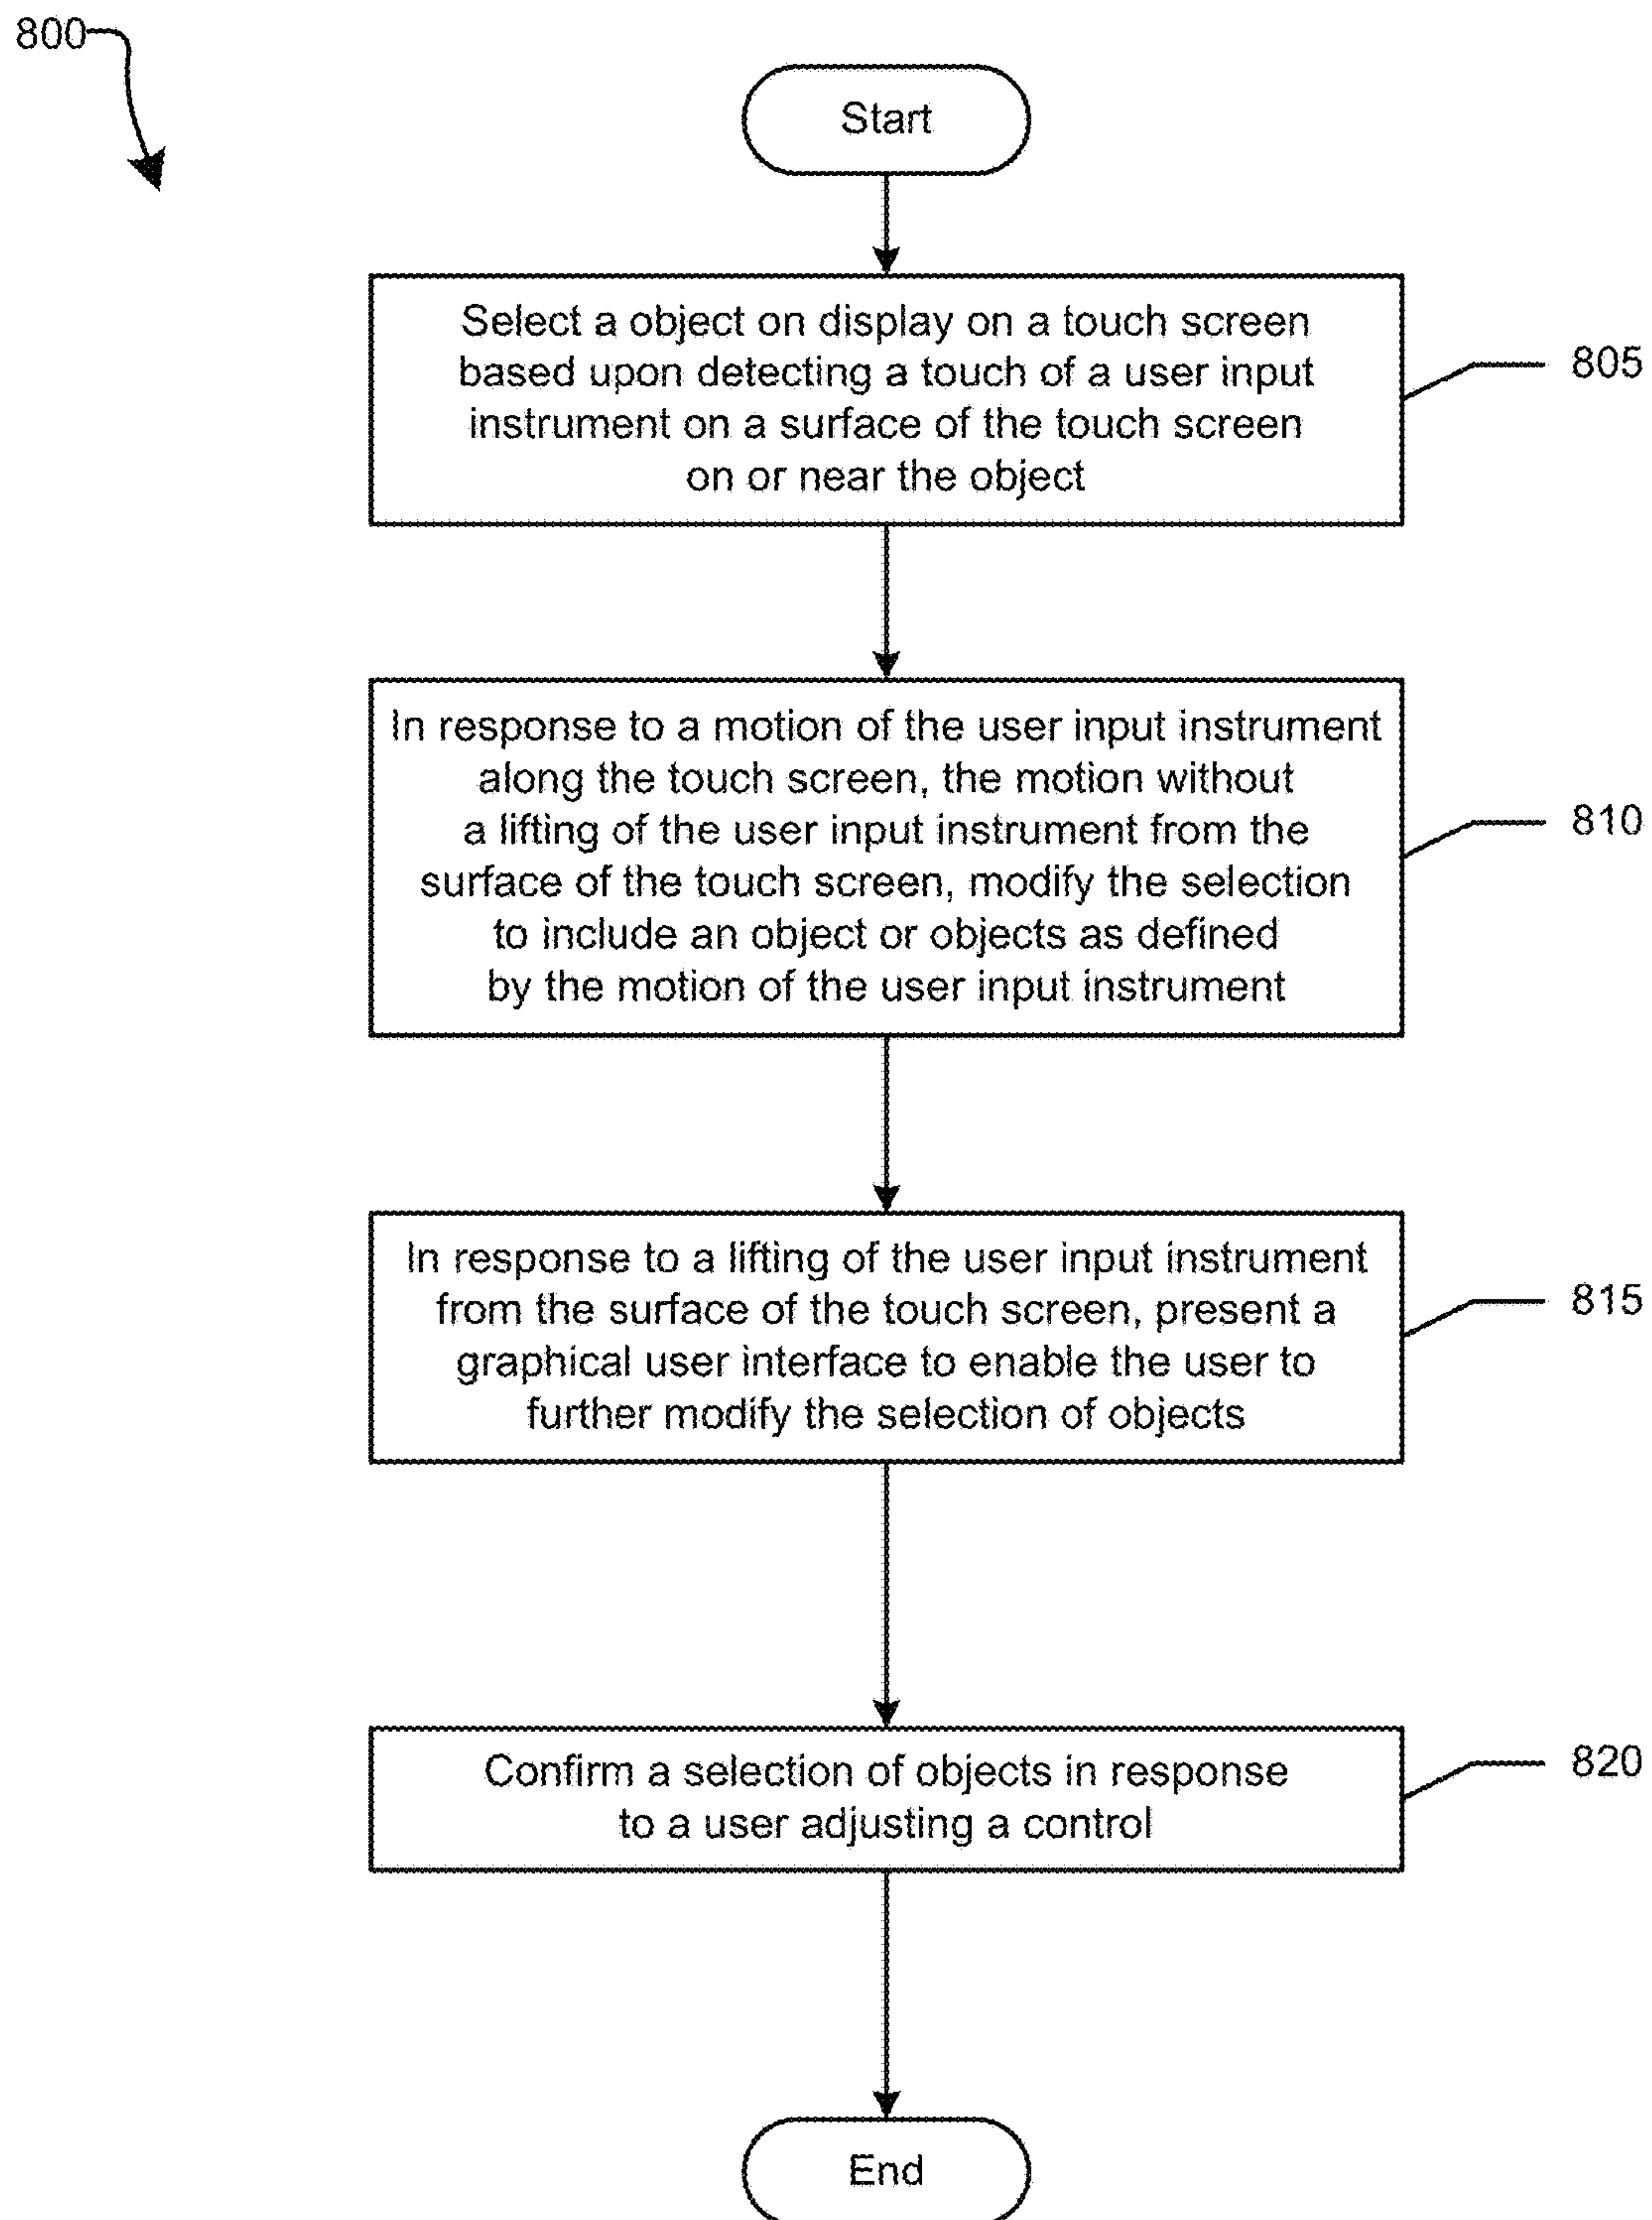 800
Start
Select a object on display on a touch screen
based upon detecting a touch of a user input
instrument on a surface of the touch screen
on or near the object
805
In response to a motion of the user input instrument
along the touch screen, the motion without
a lifting of the user input instrument from the
surface of the touch screen, modify the selection
to include an object or objects as defined
by the motion of the user input instrument
810
In response to a lifting of the user input instrument
from the surface of the touch screen, present a
graphical user interface to enable the user to
further modify the selection of objects
815
Confirm a selection of objects in response
to a user adjusting a control
820
End